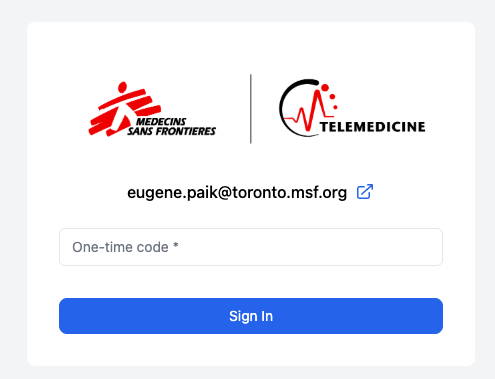 MEDECINS
SANS FRONTIERES
TELEMEDICINE
eugene.paik@toronto.msf.org
One-time code *
Sign In